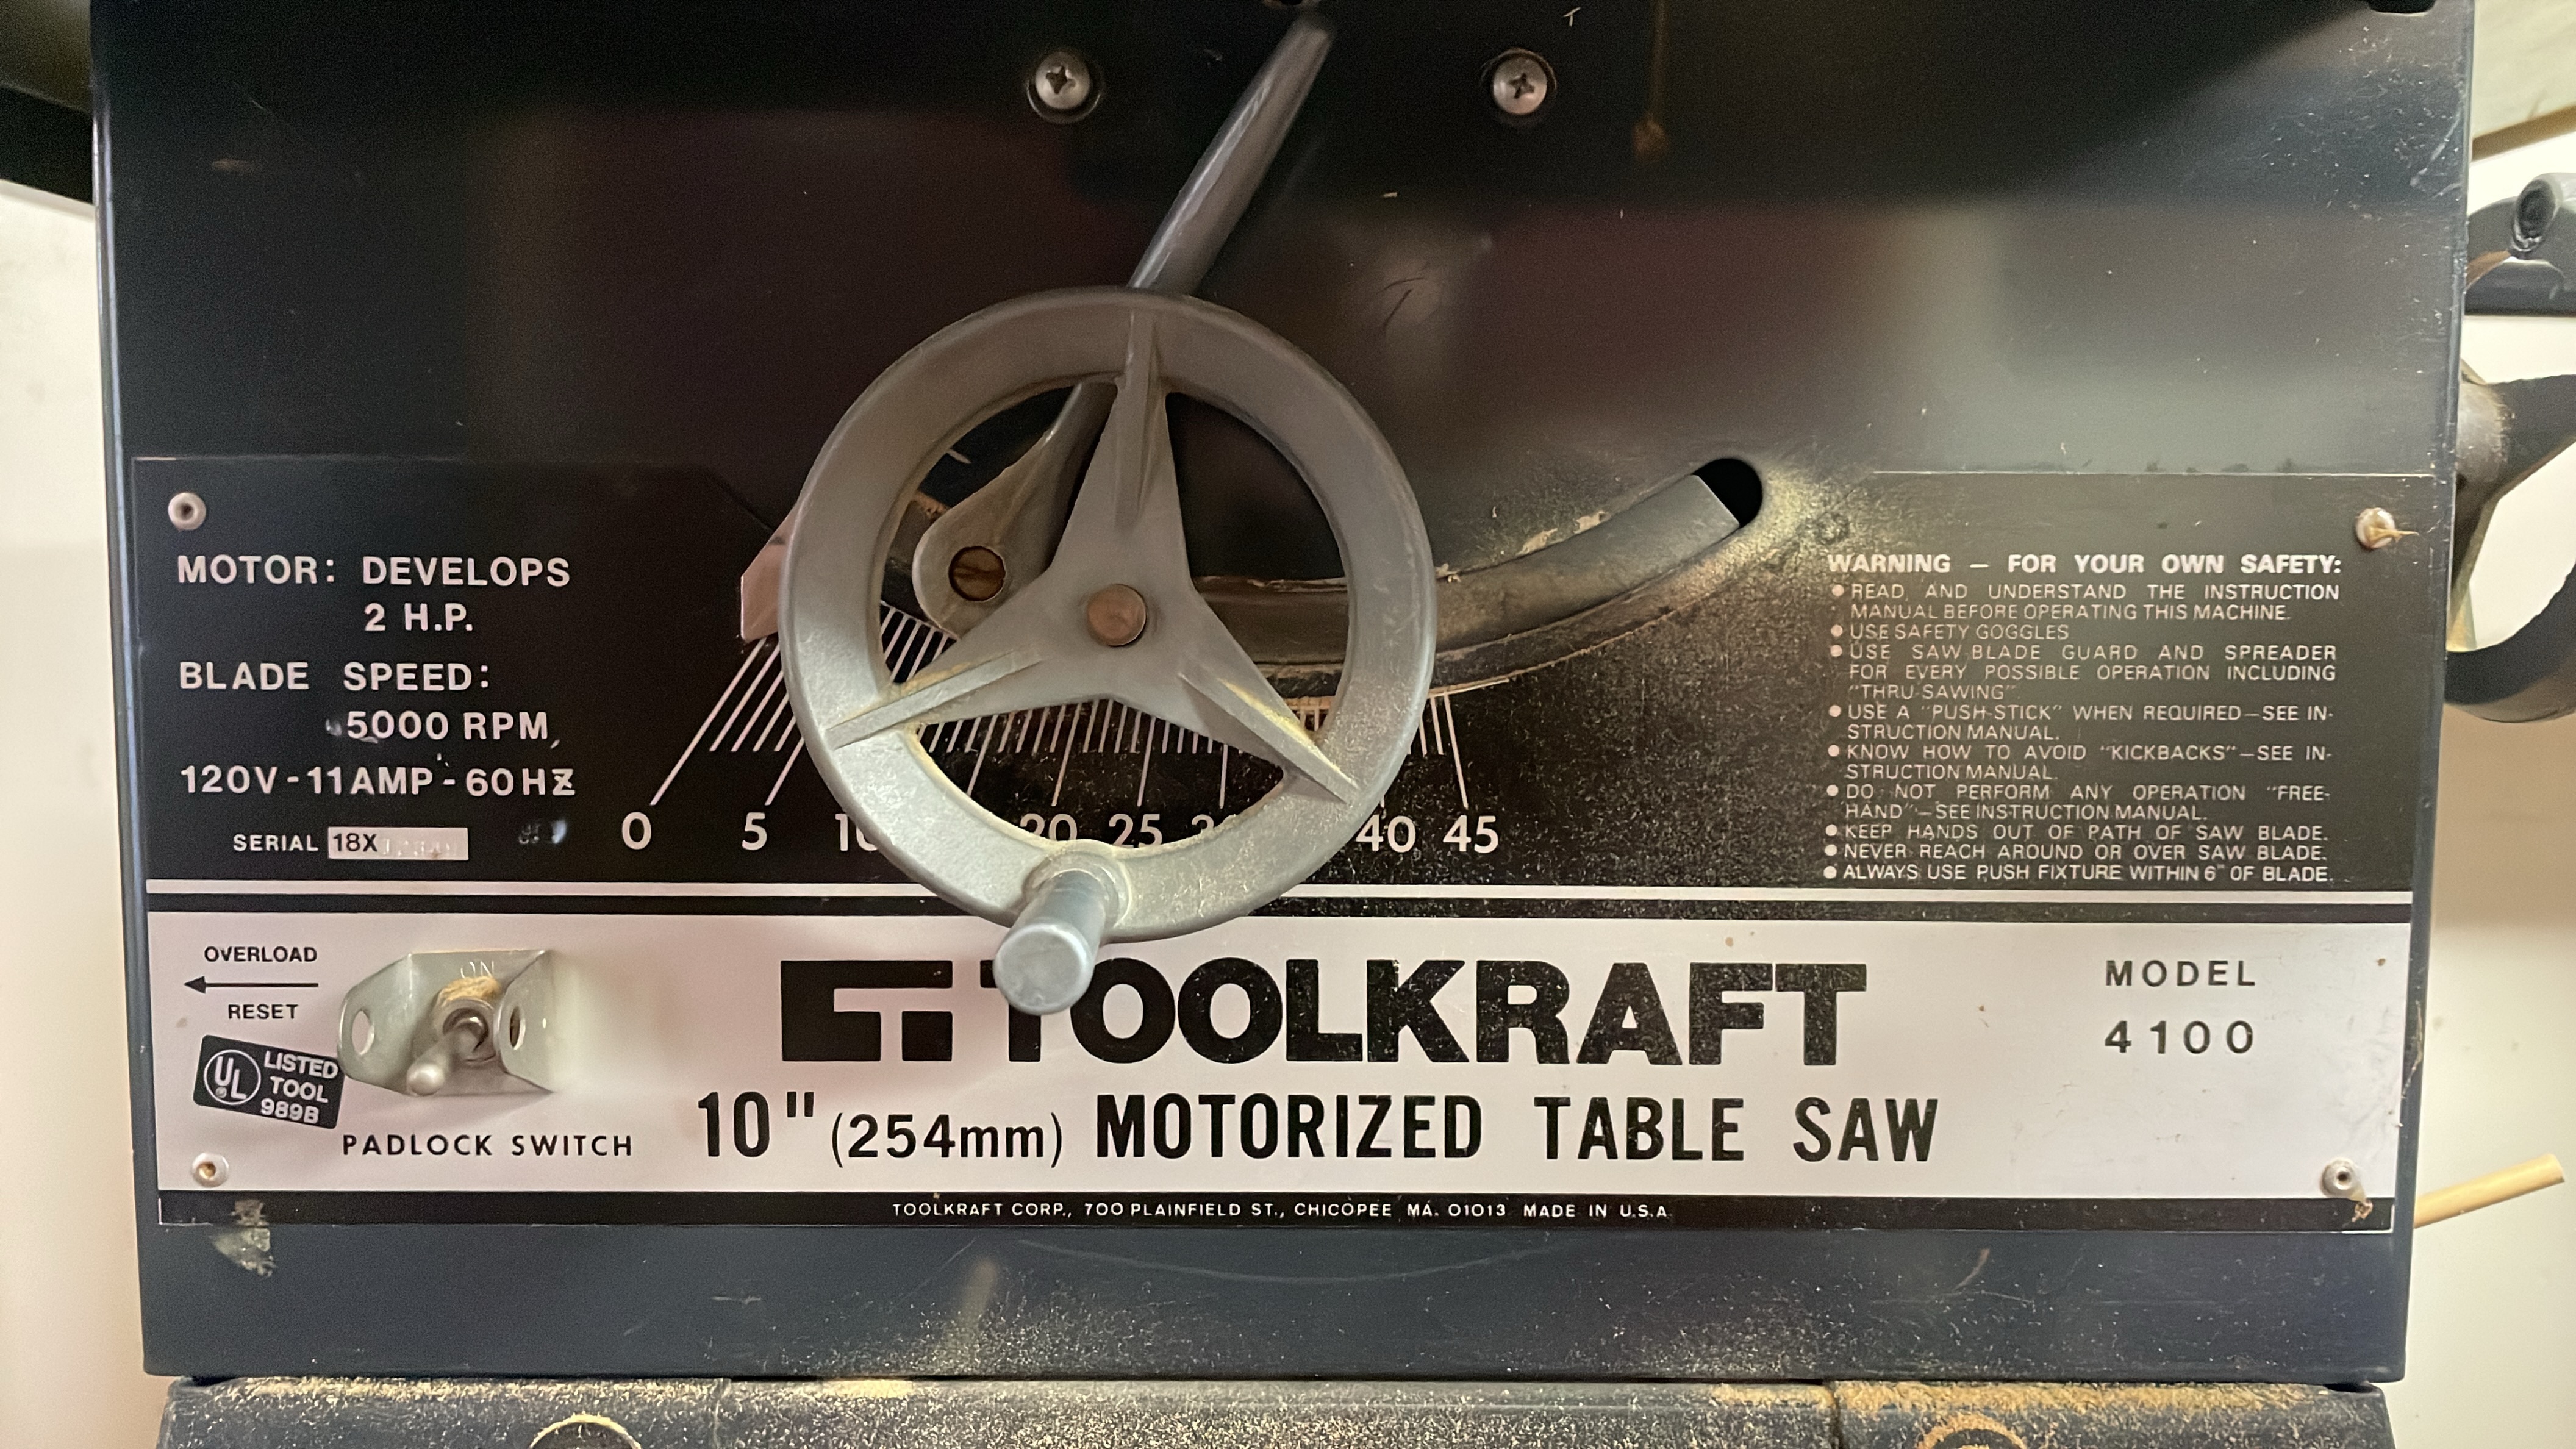 MOTOR: DEVELOPS
2 H.P.
BLADE SPEED:
5000 RPM
120V-11AMP-60HZ
SERIAL 18X
0 5 20 25 40 45
WARNING — FOR YOUR OWN SAFETY:
● READ AND UNDERSTAND THE INSTRUCTION
MANUAL BEFORE OPERATING THIS MACHINE.
● USE SAFETY GOGGLES
● USE SAW BLADE GUARD AND SPREADER
FOR EVERY POSSIBLE OPERATION INCLUDING
"THRU-SAWING".
● USE A "PUSH-STICK" WHEN REQUIRED—SEE IN-
STRUCTION MANUAL.
● KNOW HOW TO AVOID "KICKBACKS"—SEE IN-
STRUCTION MANUAL.
● DO NOT PERFORM ANY OPERATION "FREE-
HAND"—SEE INSTRUCTION MANUAL.
● KEEP HANDS OUT OF PATH OF SAW BLADE.
● NEVER REACH AROUND OR OVER SAW BLADE.
● ALWAYS USE PUSH FIXTURE WITHIN 6" OF BLADE.
OVERLOAD
RESET
ON
UL LISTED
TOOL
989B
PADLOCK SWITCH
TOOLKRAFT
10" (254mm) MOTORIZED TABLE SAW
MODEL
4100
TOOLKRAFT CORP., 700 PLAINFIELD ST., CHICOPEE MA. 01013 MADE IN U.S.A.